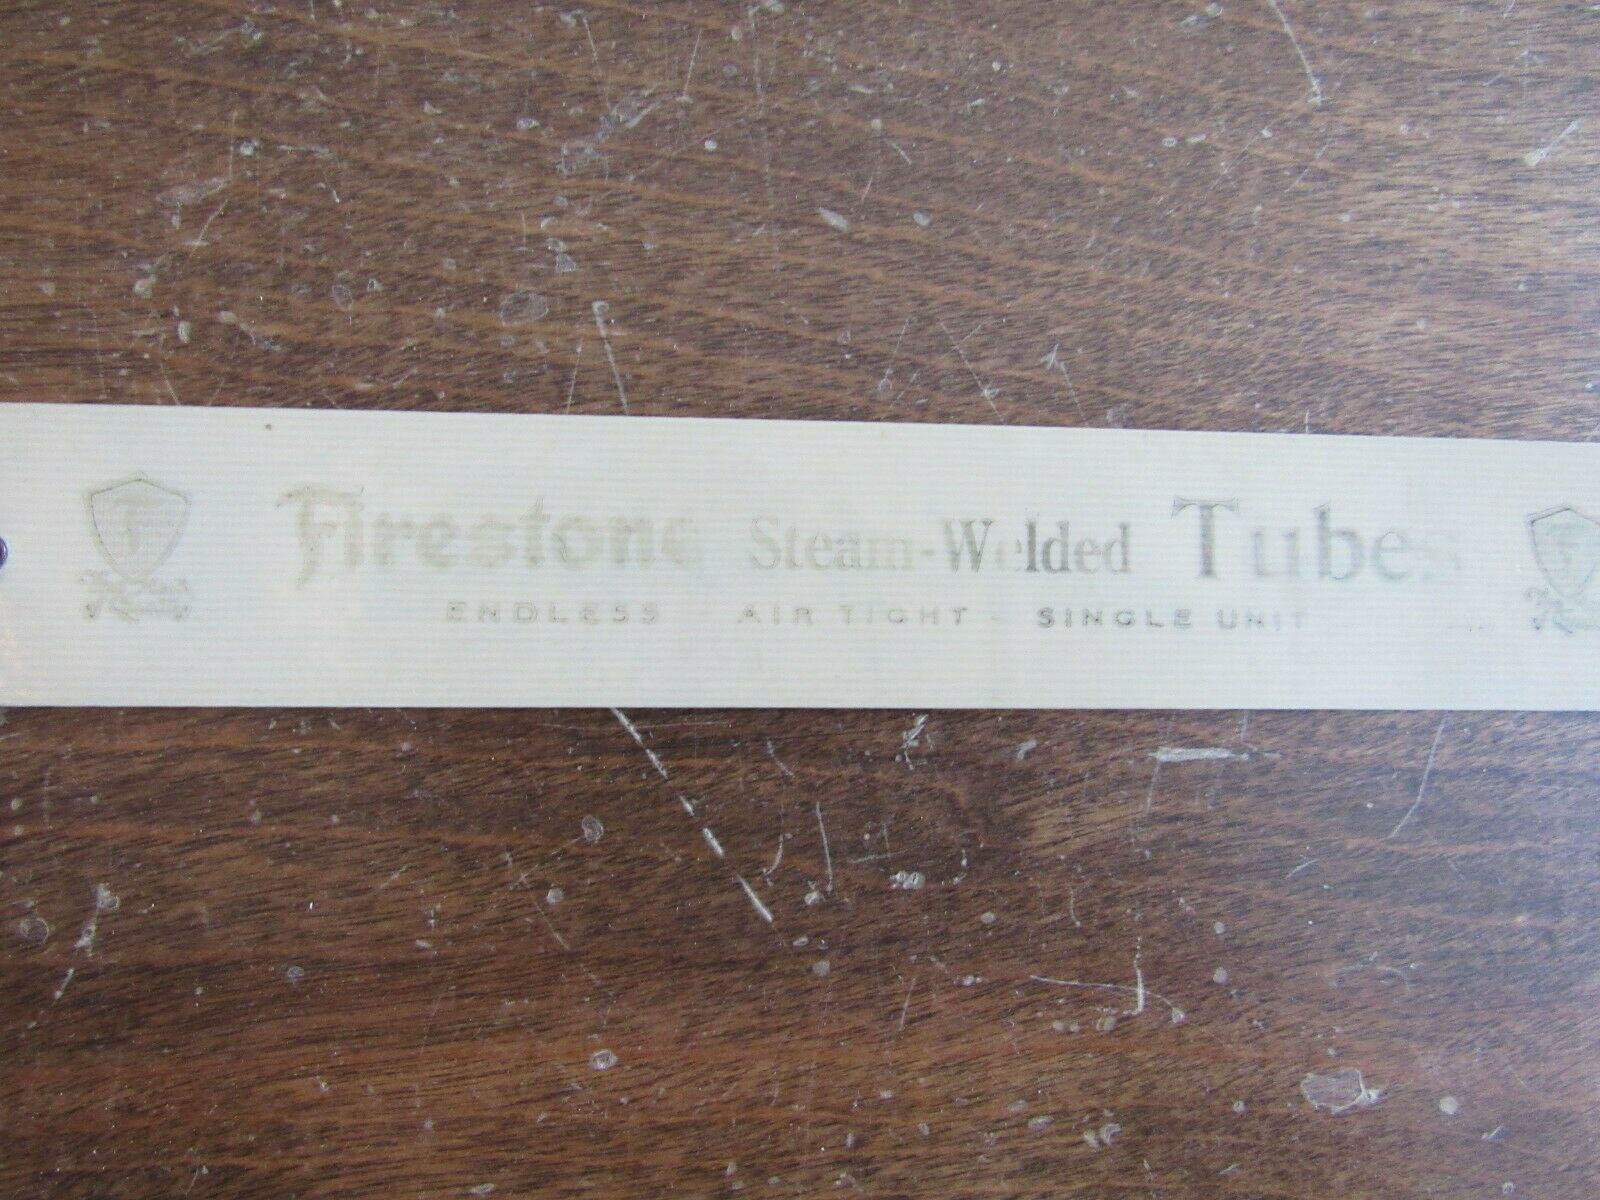 Firestone Steam-Welded Tubes
ENDLESS AIR TIGHT - SINGLE UNIT